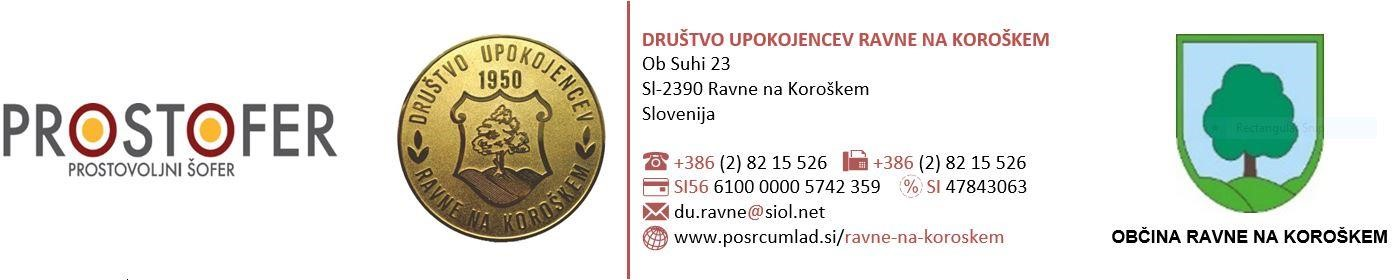 PROSTOFER
PROSTOVOLJNI ŠOFER
DRUŠTVO UPOKOJENCEV
1950
RAVNE NA KOROŠKEM
DRUŠTVO UPOKOJENCEV RAVNE NA KOROŠKEM
Ob Suhi 23
SI-2390 Ravne na Koroškem
Slovenija
+386 (2) 82 15 526 +386 (2) 82 15 526
SI56 6100 0000 5742 359 % SI 47843063
du.ravne@siol.net
www.posrcumlad.si/ravne-na-koroskem
Rectangular Snip
OBČINA RAVNE NA KOROŠKEM